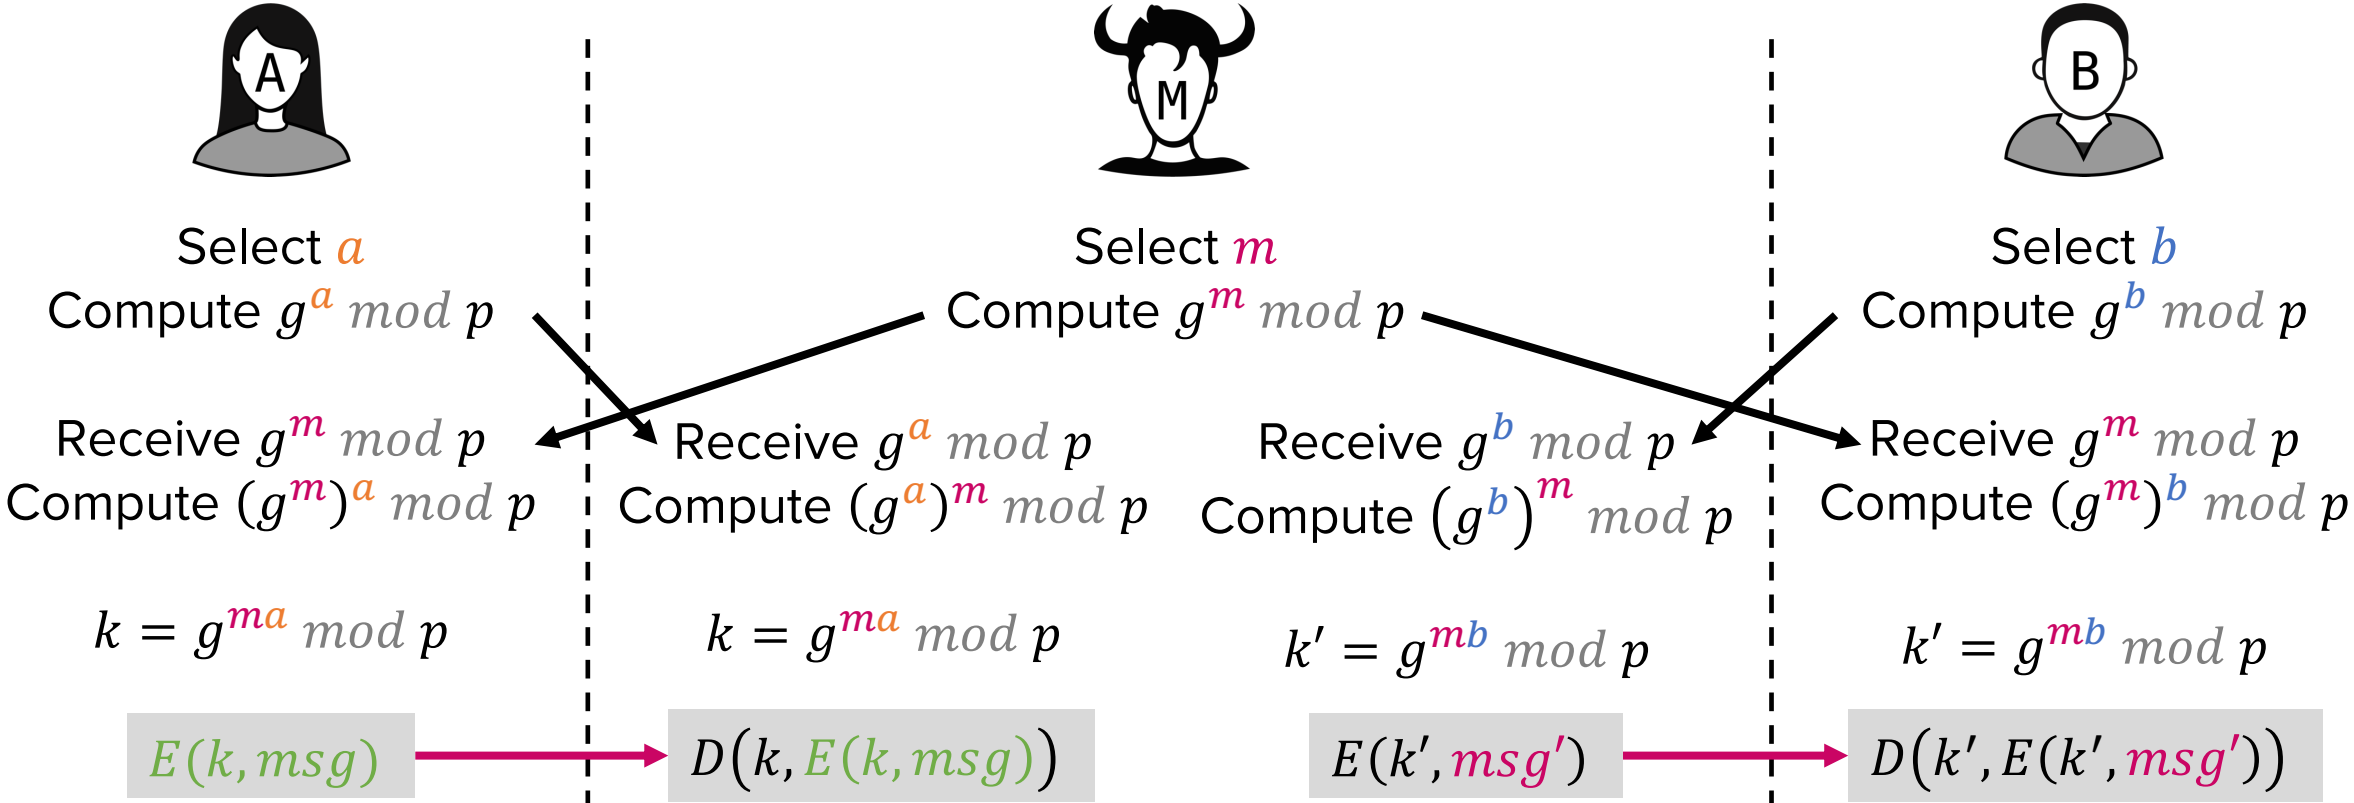 A
M
B
Select a
Compute g^a mod p
Select m
Compute g^m mod p
Select b
Compute g^b mod p
Receive g^m mod p
Compute (g^m)^a mod p
Receive g^a mod p
Compute (g^a)^m mod p
Receive g^b mod p
Compute (g^b)^m mod p
Receive g^m mod p
Compute (g^m)^b mod p
k = g^{ma} mod p
k = g^{ma} mod p
k′ = g^{mb} mod p
k′ = g^{mb} mod p
E(k, msg)
D(k, E(k, msg))
E(k′, msg′)
D(k′, E(k′, msg′))